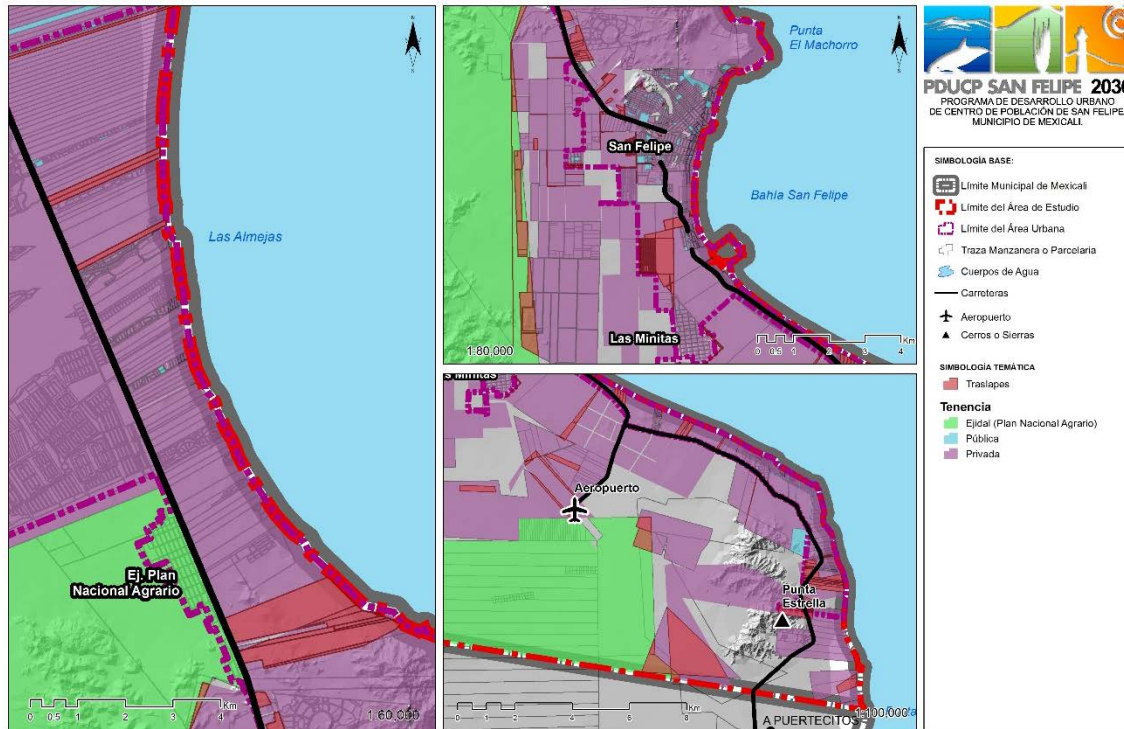 Las Almejas
Ej. Plan
Nacional Agrario
0 0.5 1 2 3 4
Km
1:60,000
N
S
Punta
El Machorro
San Felipe
Bahía San Felipe
Las Minitas
1:80,000
Km
0 0.5 1 2 3 4
Aeropuerto
Punta
Estrella
Km
0 1 2 4 6 8
A PUERTECITOS
1:100,000
PDUCP SAN FELIPE 2030
PROGRAMA DE DESARROLLO URBANO
DE CENTRO DE POBLACIÓN DE SAN FELIPE,
MUNICIPIO DE MEXICALI.
SIMBOLOGÍA BASE:
Límite Municipal de Mexicali
Límite del Área de Estudio
Límite del Área Urbana
Traza Manzanera o Parcelaria
Cuerpos de Agua
Carreteras
Aeropuerto
Cerros o Sierras
SIMBOLOGÍA TEMÁTICA
Traslapes
Tenencia
Ejidal (Plan Nacional Agrario)
Pública
Privada